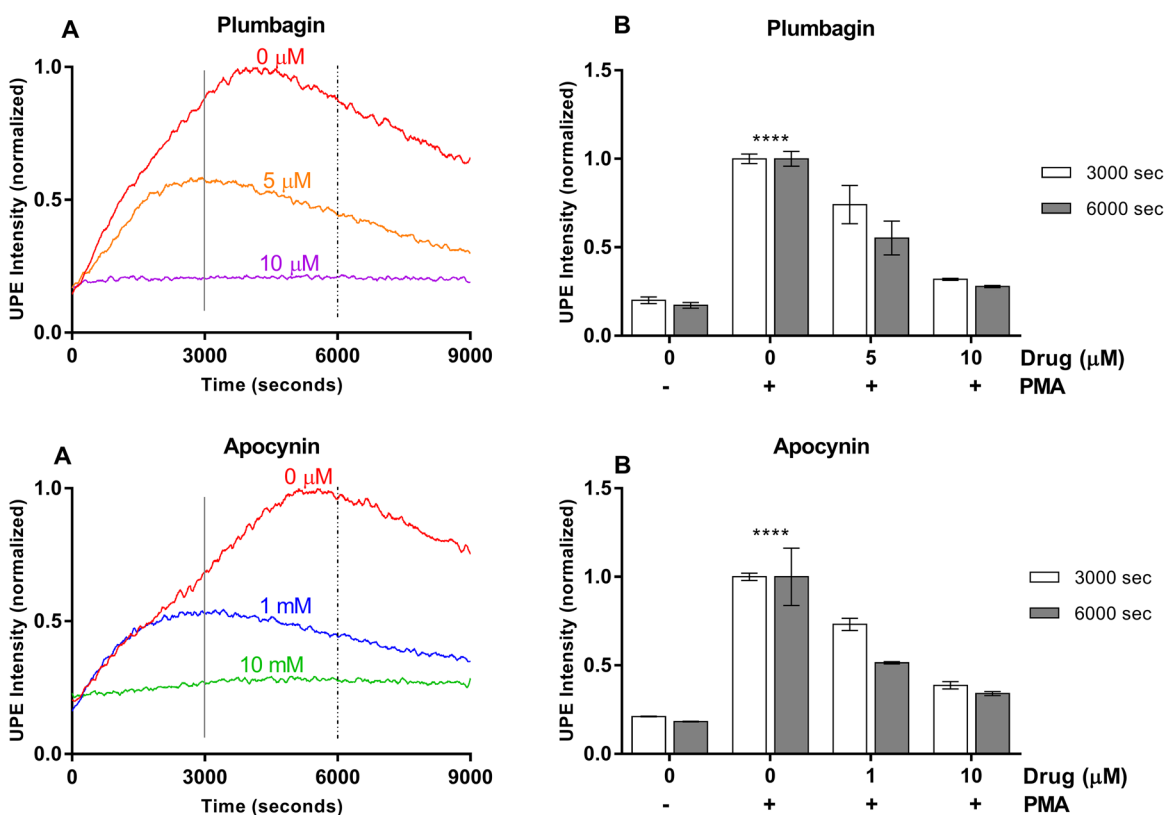 A
Plumbagin
UPE Intensity (normalized)
1.0
0.5
0.0
0 μM
5 μM
10 μM
0 3000 6000 9000
Time (seconds)
B
Plumbagin
UPE Intensity (normalized)
1.5
1.0
0.5
0.0
****
3000 sec
6000 sec
0 0 5 10 Drug (μM)
- + + + PMA
A
Apocynin
UPE Intensity (normalized)
1.0
0.5
0.0
0 μM
1 mM
10 mM
0 3000 6000 9000
Time (seconds)
B
Apocynin
UPE Intensity (normalized)
1.5
1.0
0.5
0.0
****
3000 sec
6000 sec
0 0 1 10 Drug (μM)
- + + + PMA